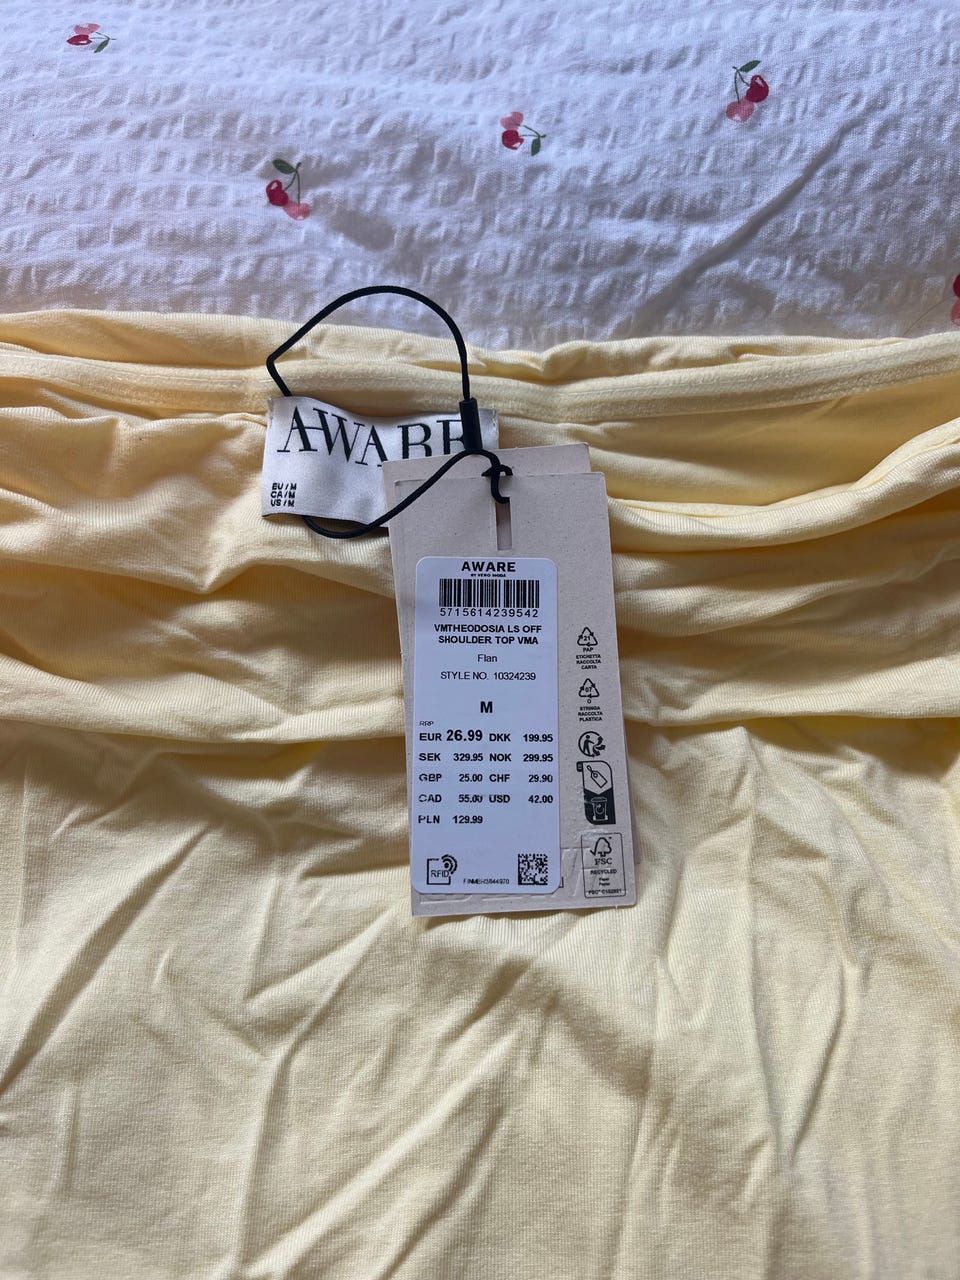 AWARE
EU/M
CA/M
US/M
AWARE
BY VERO MODA
5715614239542
VMTHEODOSIA LS OFF
SHOULDER TOP VMA
Flan
STYLE NO. 10324239
M
RRP
EUR 26.99 DKK 199.95
SEK 329.95 NOK 299.95
GBP 25.00 CHF 29.90
CAD 55.00 USD 42.00
PLN 129.99
RFID
21
PAP
ETICHETTA
RACCOLTA
CARTA
07
O
STRINGA
RACCOLTA
PLASTICA
FSC
RECYCLED
Paper